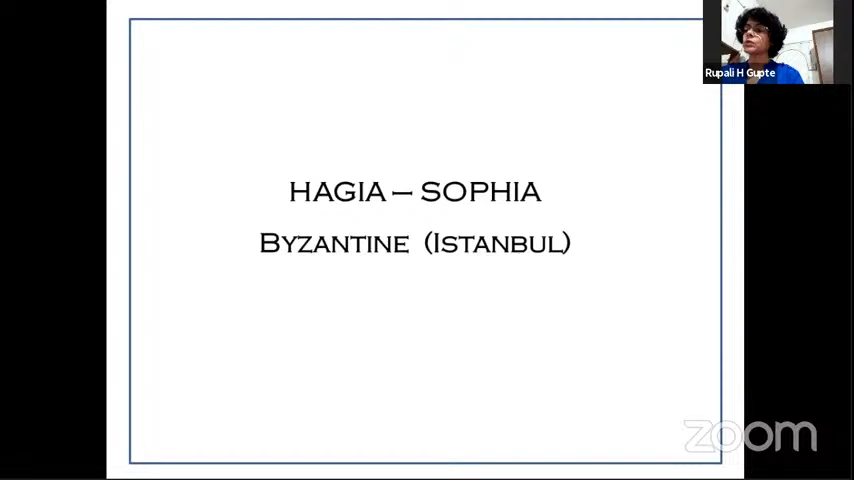 Rupali H Gupte
HAGIA – SOPHIA
BYZANTINE (ISTANBUL)
zoom